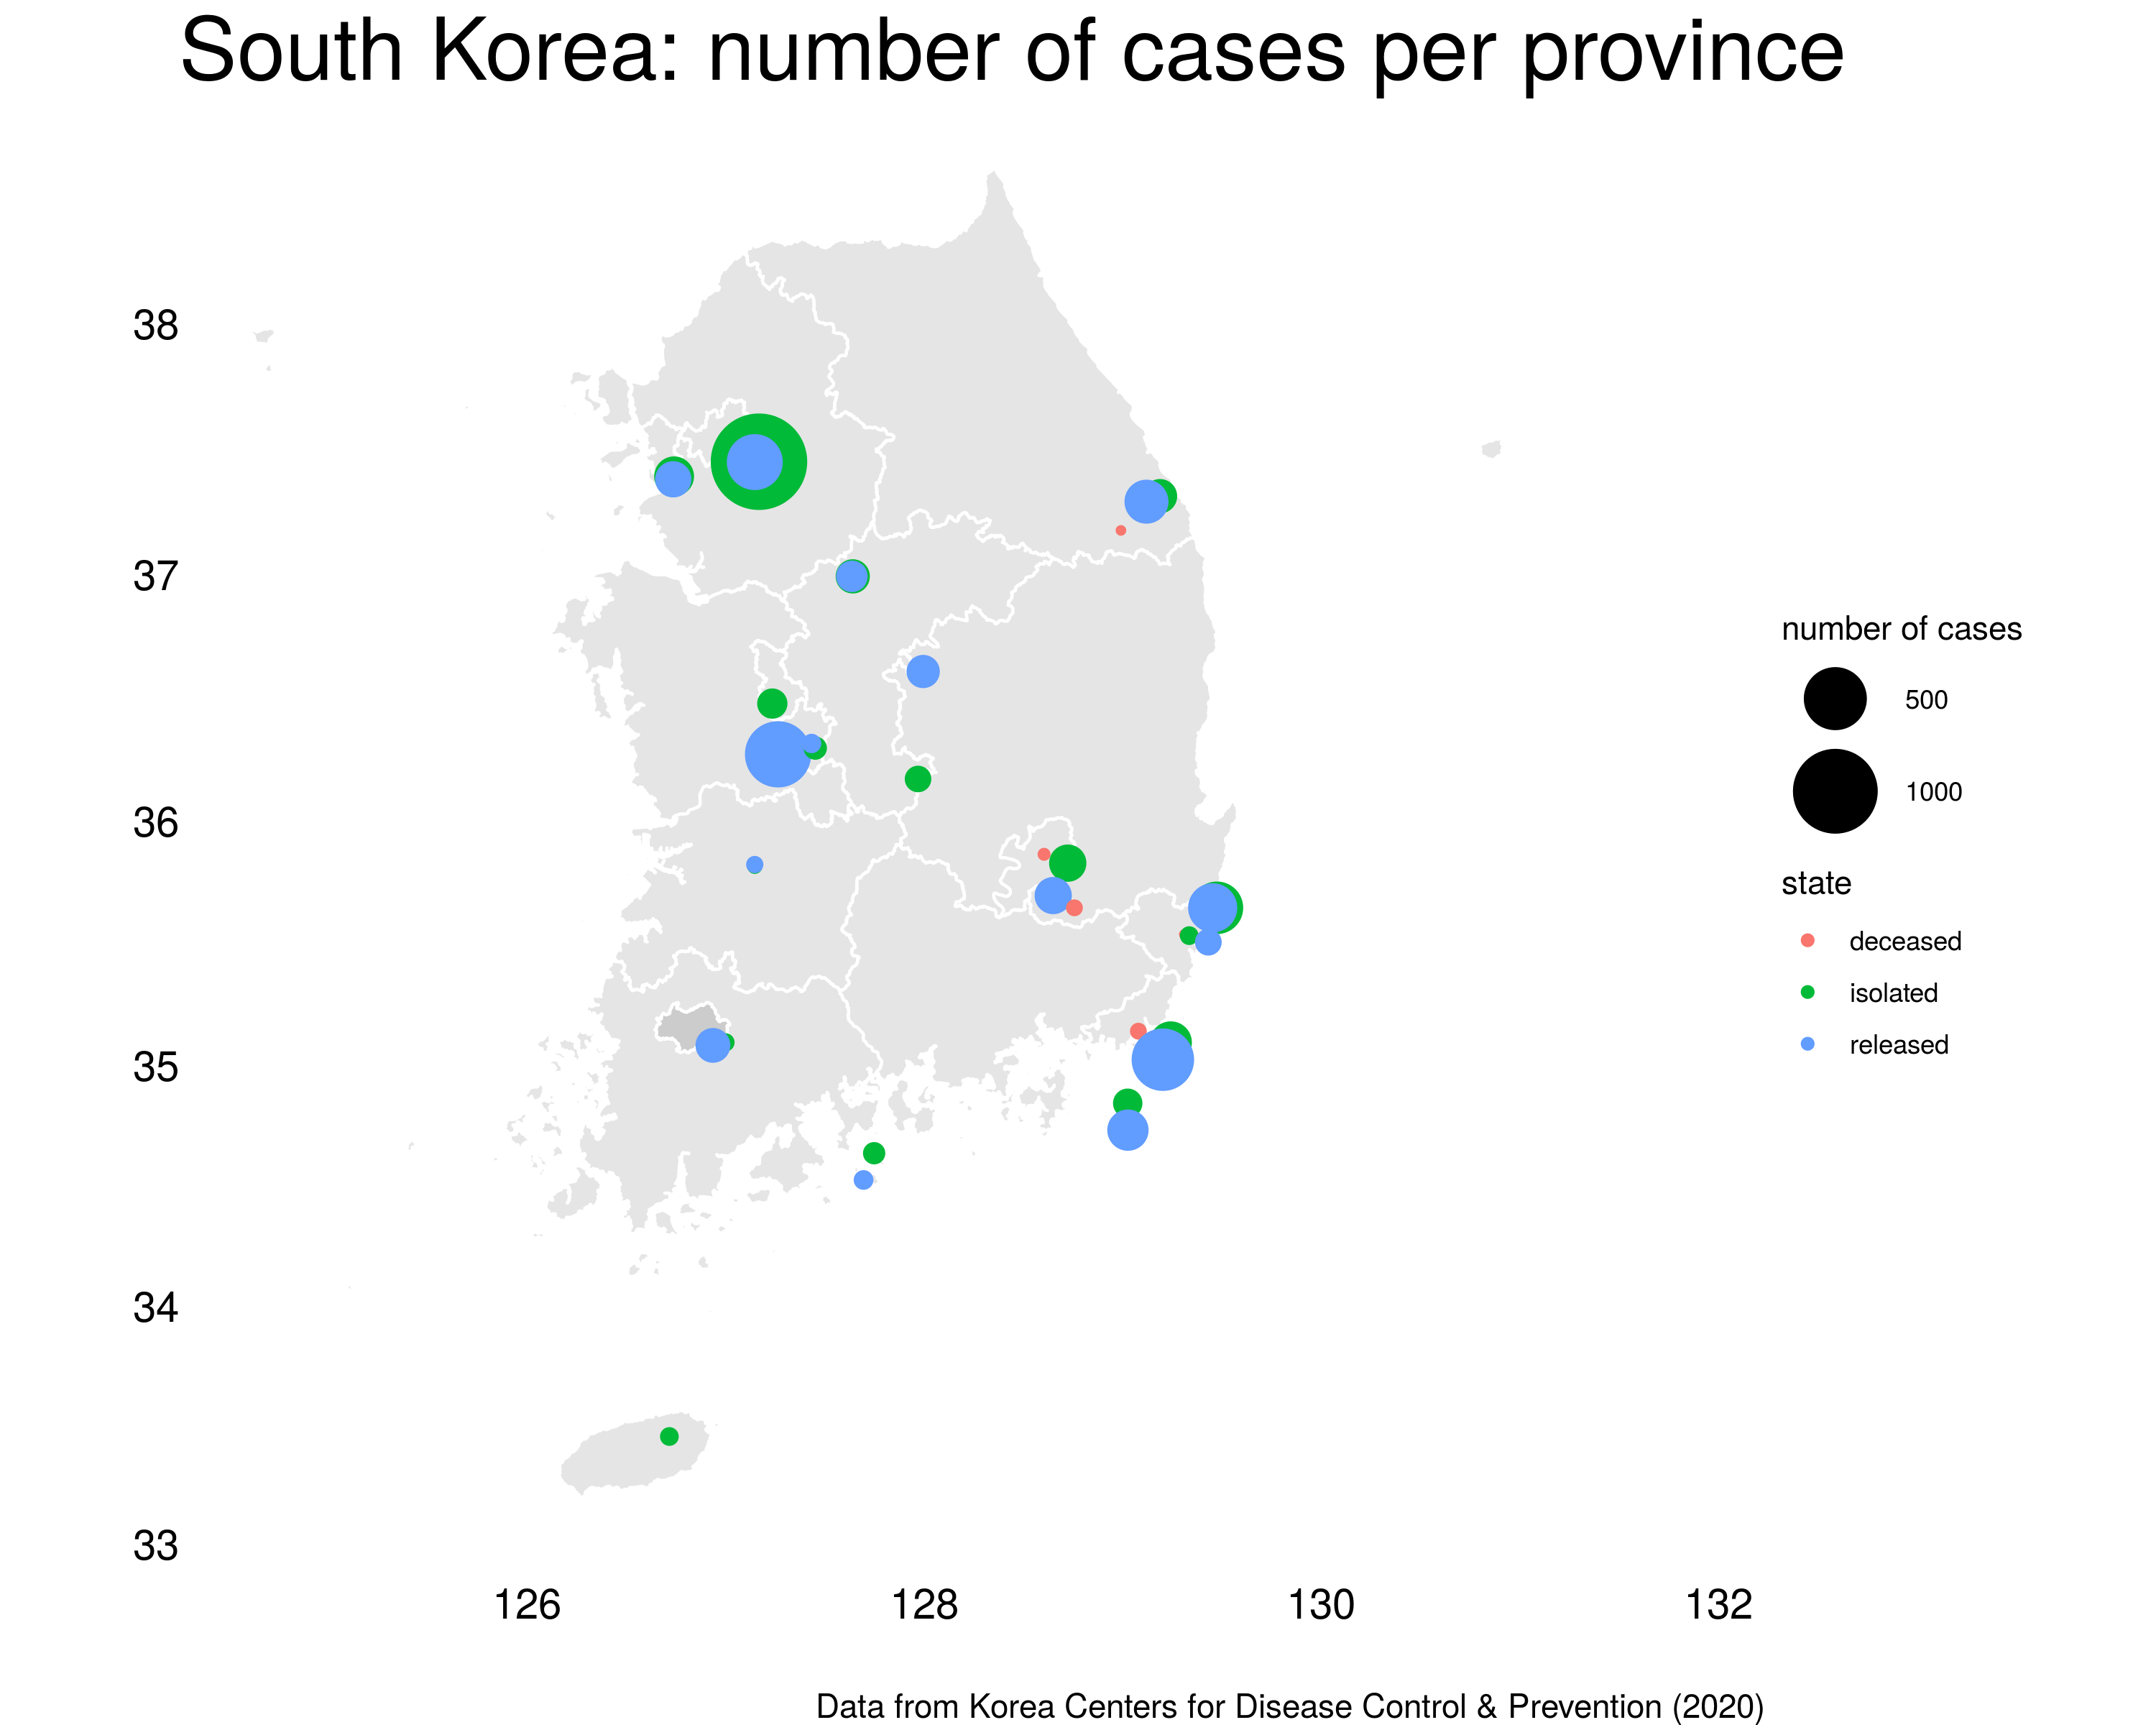 South Korea: number of cases per province
38
37
36
35
34
33
126
128
130
132
number of cases
500
1000
state
deceased
isolated
released
Data from Korea Centers for Disease Control & Prevention (2020)